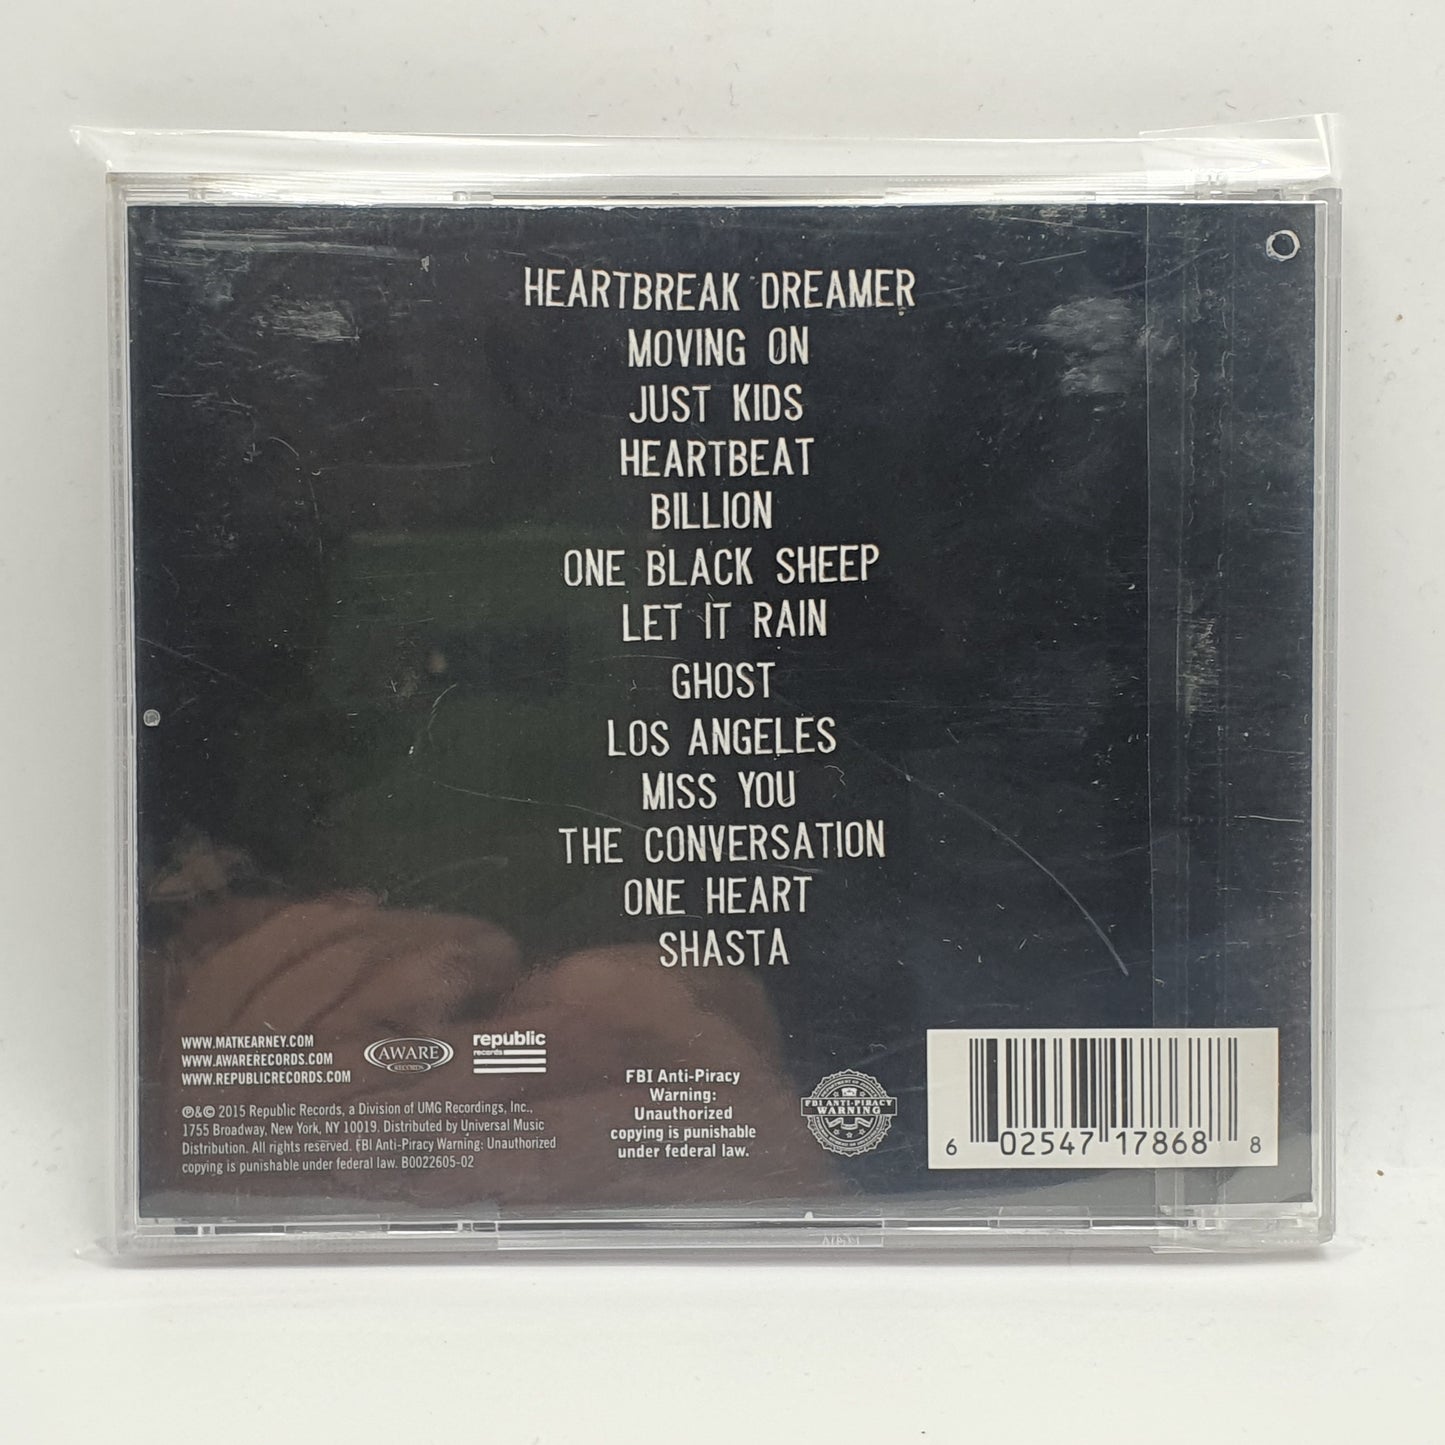 HEARTBREAK DREAMER
MOVING ON
JUST KIDS
HEARTBEAT
BILLION
ONE BLACK SHEEP
LET IT RAIN
GHOST
LOS ANGELES
MISS YOU
THE CONVERSATION
ONE HEART
SHASTA
WWW.MATKEARNEY.COM
WWW.AWARERECORDS.COM
WWW.REPUBLICRECORDS.COM
AWARE
RECORDS
republic
records
℗&© 2015 Republic Records, a Division of UMG Recordings, Inc.,
1755 Broadway, New York, NY 10019. Distributed by Universal Music
Distribution. All rights reserved. FBI Anti-Piracy Warning: Unauthorized
copying is punishable under federal law. B0022605-02
FBI Anti-Piracy
Warning:
Unauthorized
copying is punishable
under federal law.
FBI ANTI-PIRACY
WARNING
6 02547 17868 8